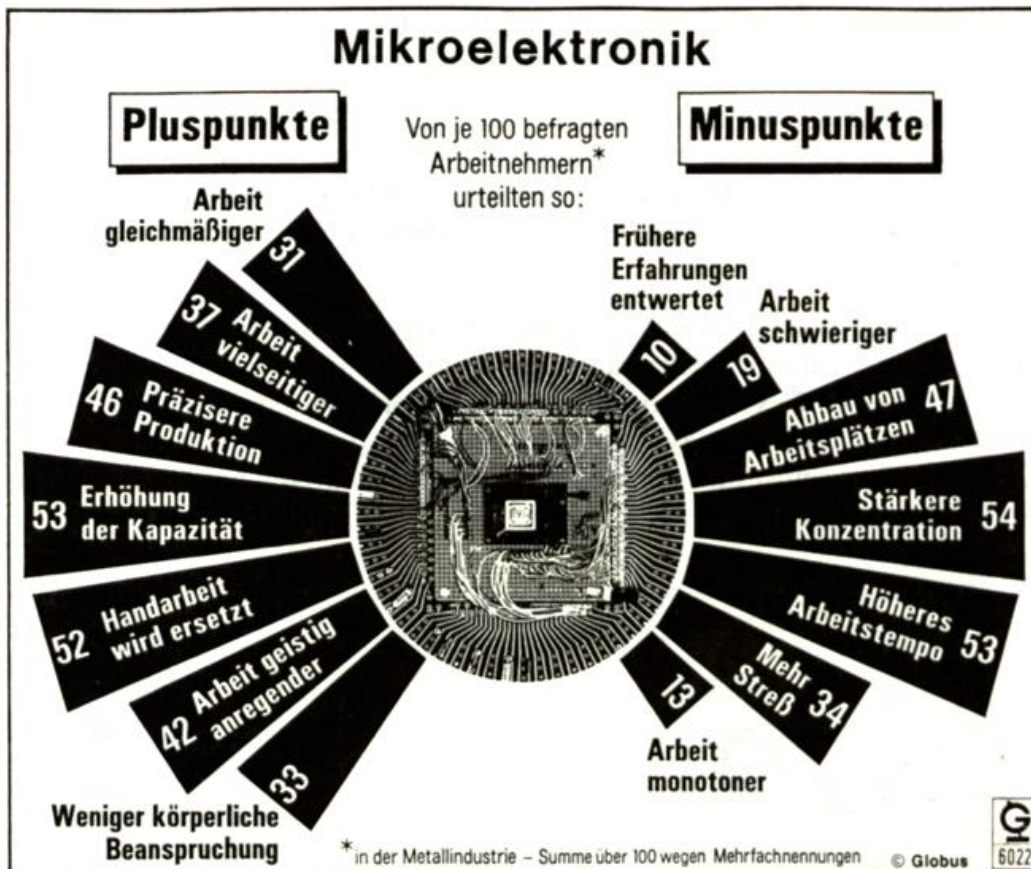 Mikroelektronik
Pluspunkte
Von je 100 befragten
Arbeitnehmern*
urteilten so:
Minuspunkte
Arbeit
gleichmäßiger
31
37 Arbeit
vielseitiger
46 Präzisere
Produktion
53 Erhöhung
der Kapazität
52 Handarbeit
wird ersetzt
42 Arbeit geistig
anregender
33
Weniger körperliche
Beanspruchung
Frühere
Erfahrungen
entwertet
10
Arbeit
schwieriger
19
Abbau von
Arbeitsplätzen 47
Stärkere
Konzentration 54
Höheres
Arbeitstempo 53
Mehr
Streß 34
13
Arbeit
monotoner
*in der Metallindustrie – Summe über 100 wegen Mehrfachnennungen
© Globus
6022